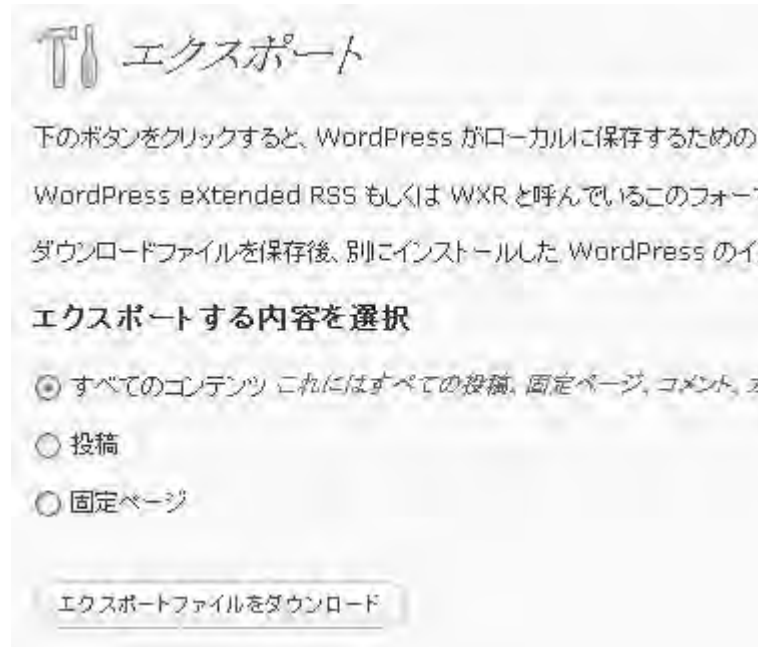 エクスポート
下のボタンをクリックすると、WordPress がローカルに保存するための
WordPress eXtended RSS もしくは WXR と呼んでいるこのフォー
ダウンロードファイルを保存後、別にインストールした WordPress のイ
エクスポートする内容を選択
すべてのコンテンツ これにはすべての投稿、固定ページ、コメント、
投稿
固定ページ
エクスポートファイルをダウンロード